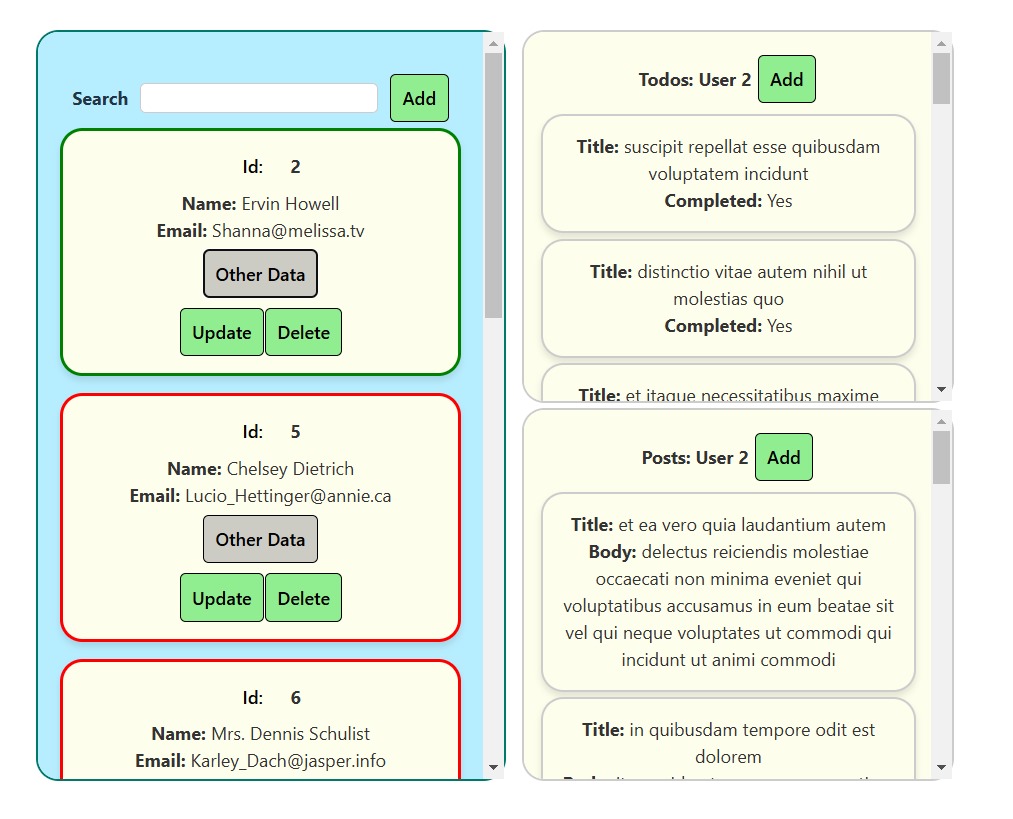 Search Add
Id: 2
Name: Ervin Howell
Email: Shanna@melissa.tv
Other Data
Update Delete
Id: 5
Name: Chelsey Dietrich
Email: Lucio_Hettinger@annie.ca
Other Data
Update Delete
Id: 6
Name: Mrs. Dennis Schulist
Email: Karley_Dach@jasper.info
Todos: User 2 Add
Title: suscipit repellat esse quibusdam
voluptatem incidunt
Completed: Yes
Title: distinctio vitae autem nihil ut
molestias quo
Completed: Yes
Title: et itaque necessitatibus maxime
Posts: User 2 Add
Title: et ea vero quia laudantium autem
Body: delectus reiciendis molestiae
occaecati non minima eveniet qui
voluptatibus accusamus in eum beatae sit
vel qui neque voluptates ut commodi qui
incidunt ut animi commodi
Title: in quibusdam tempore odit est
dolorem